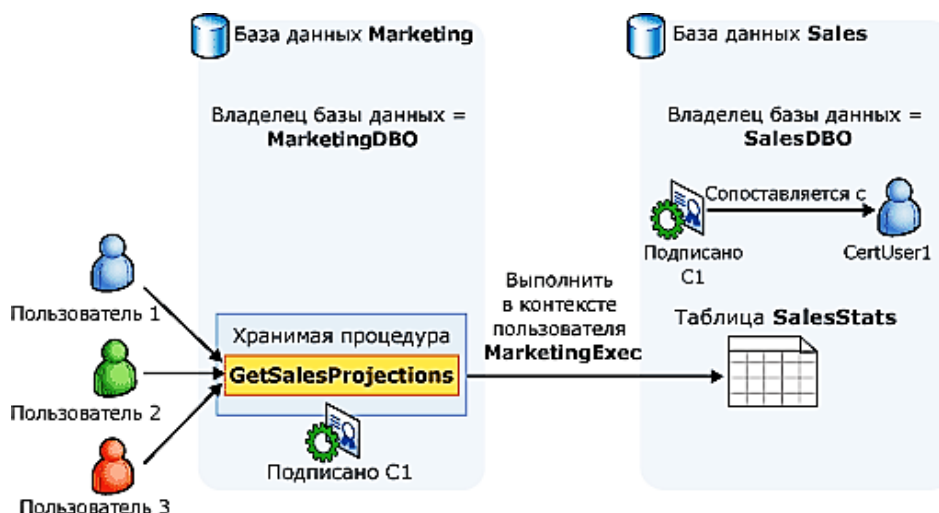 База данных Marketing
Владелец базы данных =
MarketingDBO
База данных Sales
Владелец базы данных =
SalesDBO
Сопоставляется с
Подписано
C1
CertUser1
Пользователь 1
Пользователь 2
Пользователь 3
Хранимая процедура
GetSalesProjections
Подписано C1
Выполнить
в контексте
пользователя
MarketingExec
Таблица SalesStats